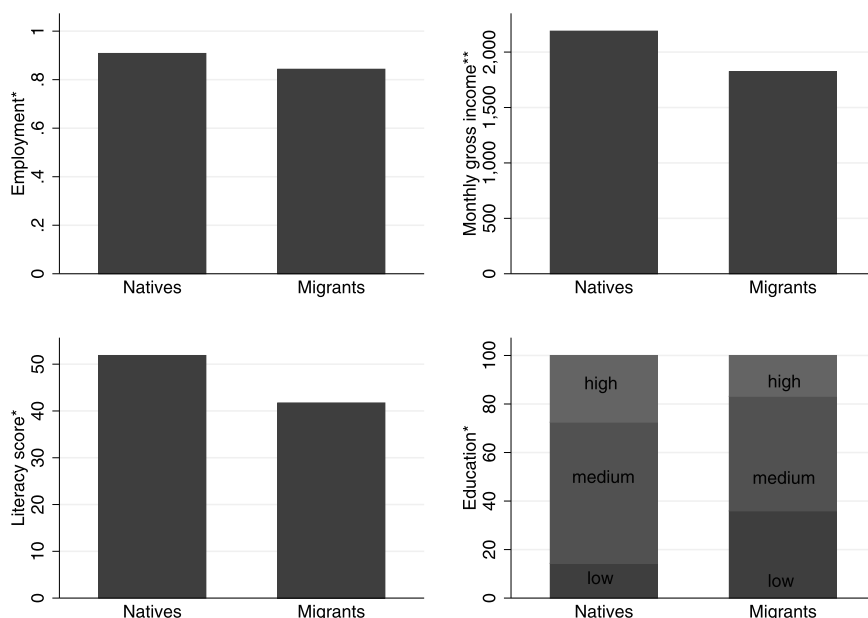 Employment*
1
.8
.6
.4
.2
0
Natives
Migrants
Monthly gross income**
2,000
1,500
1,000
500
0
Natives
Migrants
Literacy score*
50
40
30
20
10
0
Natives
Migrants
Education*
100
80
60
40
20
0
high
medium
low
high
medium
low
Natives
Migrants